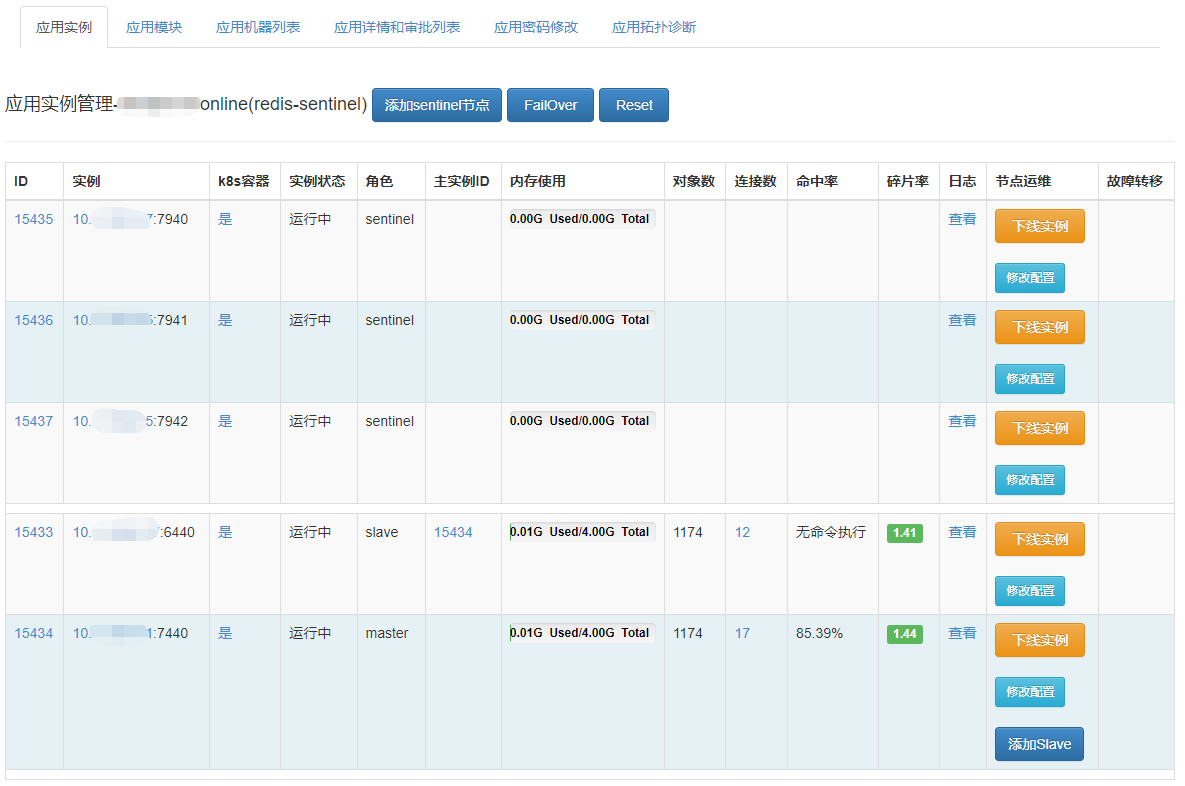 应用实例 应用模块 应用机器列表 应用详情和审批列表 应用密码修改 应用拓扑诊断
应用实例管理- online(redis-sentinel) 添加sentinel节点 FailOver Reset
ID 实例 k8s容器 实例状态 角色 主实例ID 内存使用 对象数 连接数 命中率 碎片率 日志 节点运维 故障转移
15435 10. 7:7940 是 运行中 sentinel 0.00G Used/0.00G Total 查看 下线实例
修改配置
15436 10. :7941 是 运行中 sentinel 0.00G Used/0.00G Total 查看 下线实例
修改配置
15437 10. 5:7942 是 运行中 sentinel 0.00G Used/0.00G Total 查看 下线实例
修改配置
15433 10. :6440 是 运行中 slave 15434 0.01G Used/4.00G Total 1174 12 无命令执行 1.41 查看 下线实例
修改配置
15434 10. 1:7440 是 运行中 master 0.01G Used/4.00G Total 1174 17 85.39% 1.44 查看 下线实例
修改配置
添加Slave